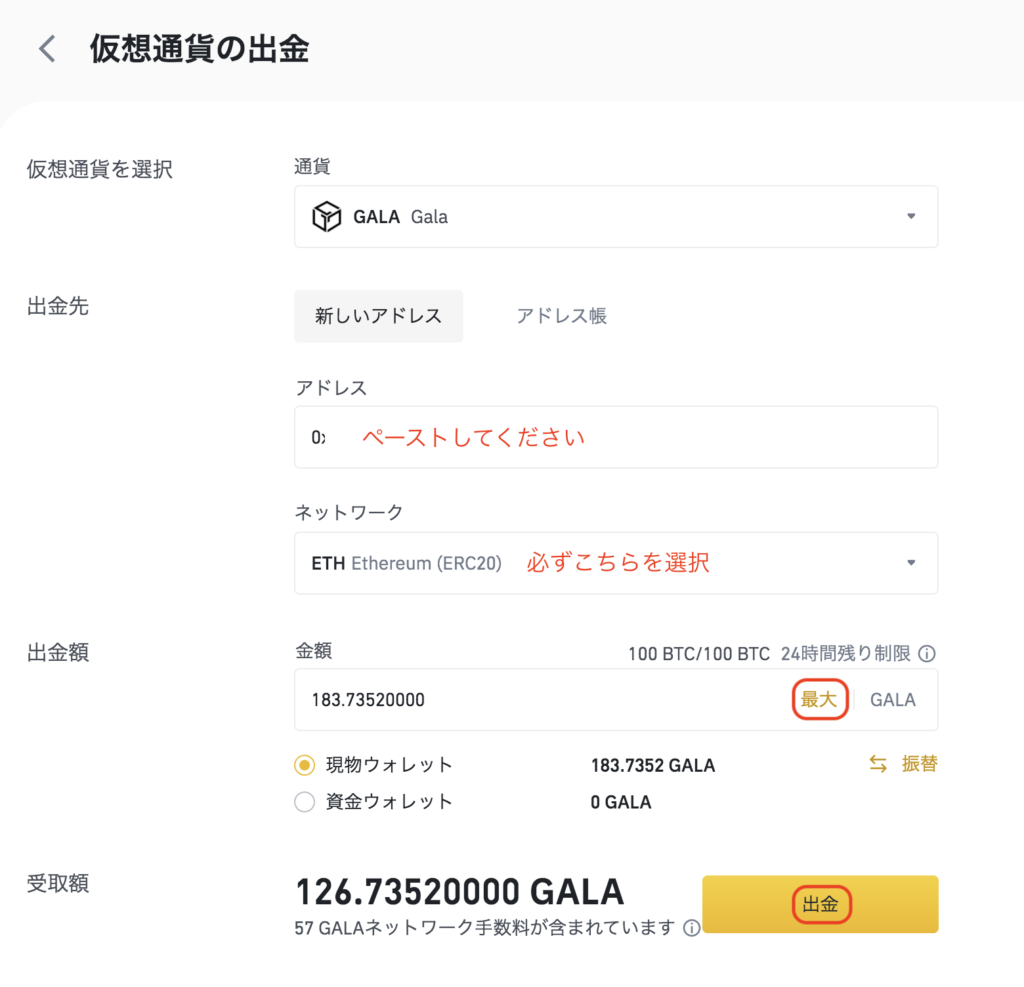 仮想通貨の出金
仮想通貨を選択
通貨
GALA Gala
出金先
新しいアドレス アドレス帳
アドレス
0x ペーストしてください
ネットワーク
ETH Ethereum (ERC20) 必ずこちらを選択
出金額
金額 100 BTC/100 BTC 24時間残り制限
183.73520000 最大 GALA
現物ウォレット 183.7352 GALA 振替
資金ウォレット 0 GALA
受取額
126.73520000 GALA
出金
57 GALAネットワーク手数料が含まれています